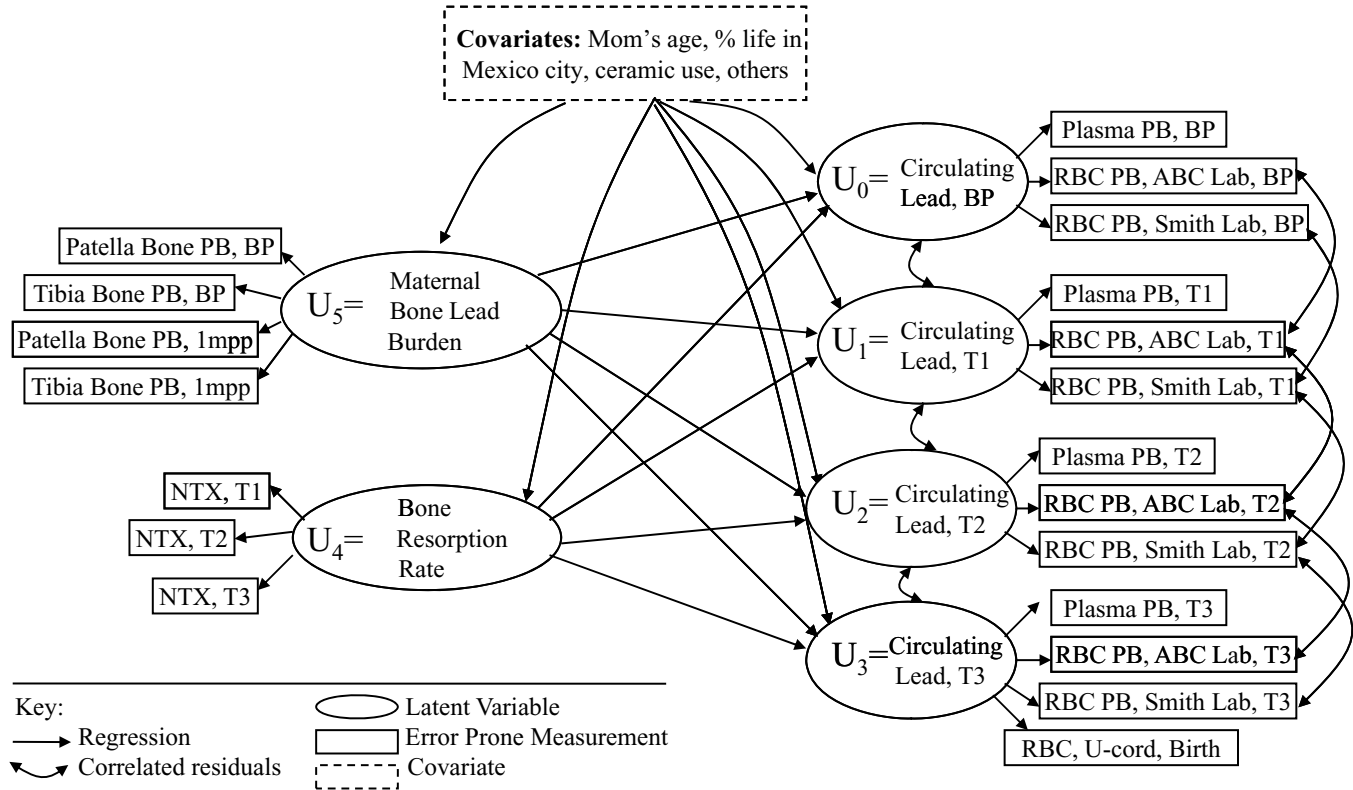 Covariates: Mom's age, % life in
Mexico city, ceramic use, others
Patella Bone PB, BP
Tibia Bone PB, BP
Patella Bone PB, 1mpp
Tibia Bone PB, 1mpp
U5= Maternal
Bone Lead
Burden
NTX, T1
NTX, T2
NTX, T3
U4= Bone
Resorption
Rate
U0= Circulating
Lead, BP
Plasma PB, BP
RBC PB, ABC Lab, BP
RBC PB, Smith Lab, BP
U1= Circulating
Lead, T1
Plasma PB, T1
RBC PB, ABC Lab, T1
RBC PB, Smith Lab, T1
U2= Circulating
Lead, T2
Plasma PB, T2
RBC PB, ABC Lab, T2
RBC PB, Smith Lab, T2
U3= Circulating
Lead, T3
Plasma PB, T3
RBC PB, ABC Lab, T3
RBC PB, Smith Lab, T3
RBC, U-cord, Birth
Key:
Regression
Correlated residuals
Latent Variable
Error Prone Measurement
Covariate